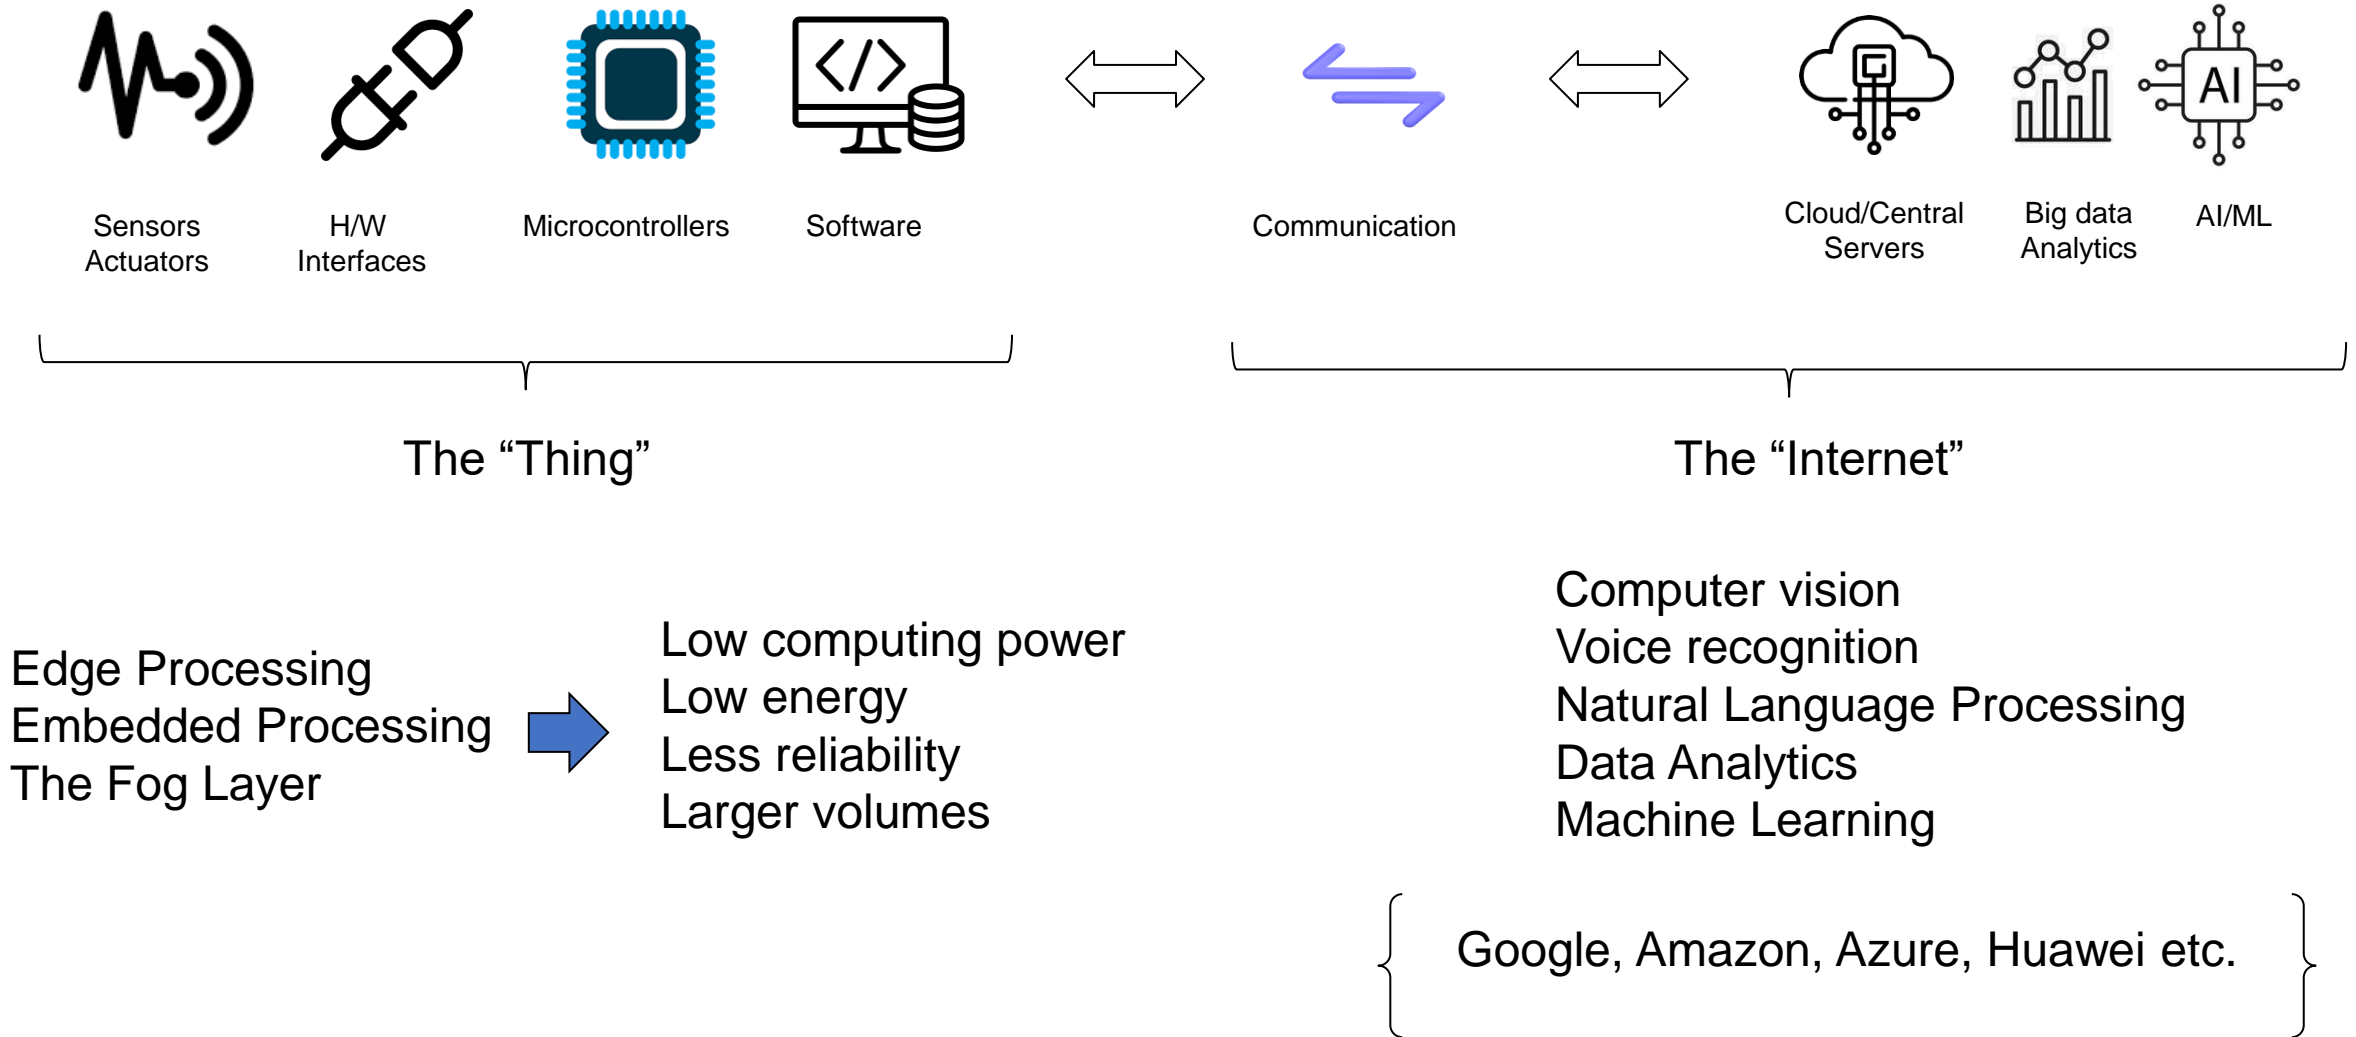 AI
Sensors
Actuators
H/W
Interfaces
Microcontrollers
Software
Communication
Cloud/Central
Servers
Big data
Analytics
AI/ML
The “Thing”
The “Internet”
Edge Processing
Embedded Processing
The Fog Layer
Low computing power
Low energy
Less reliability
Larger volumes
Computer vision
Voice recognition
Natural Language Processing
Data Analytics
Machine Learning
Google, Amazon, Azure, Huawei etc.